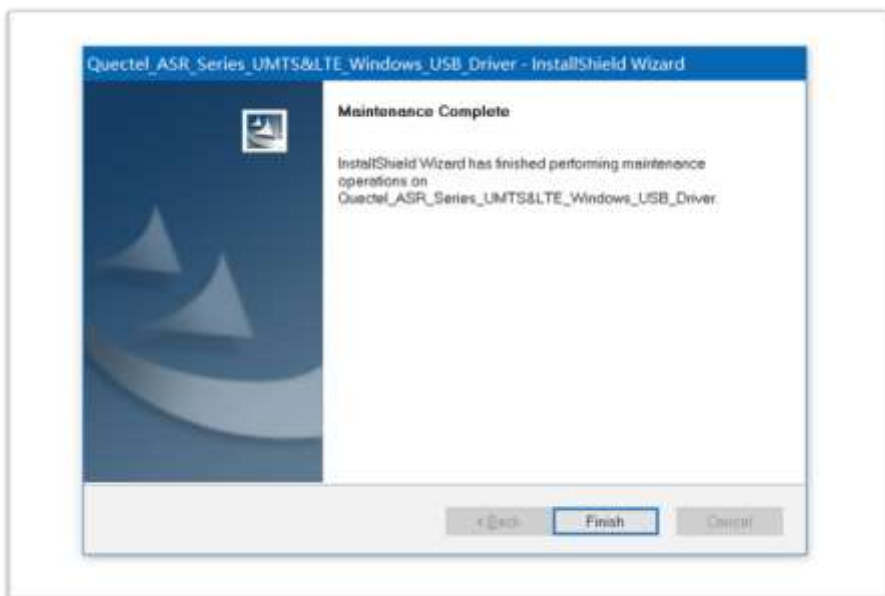 Quectel_ASR_Series_UMTS&LTE_Windows_USB_Driver - InstallShield Wizard
Maintenance Complete
InstallShield Wizard has finished performing maintenance
operations on
Quectel_ASR_Series_UMTS&LTE_Windows_USB_Driver.
< Back
Finish
Cancel